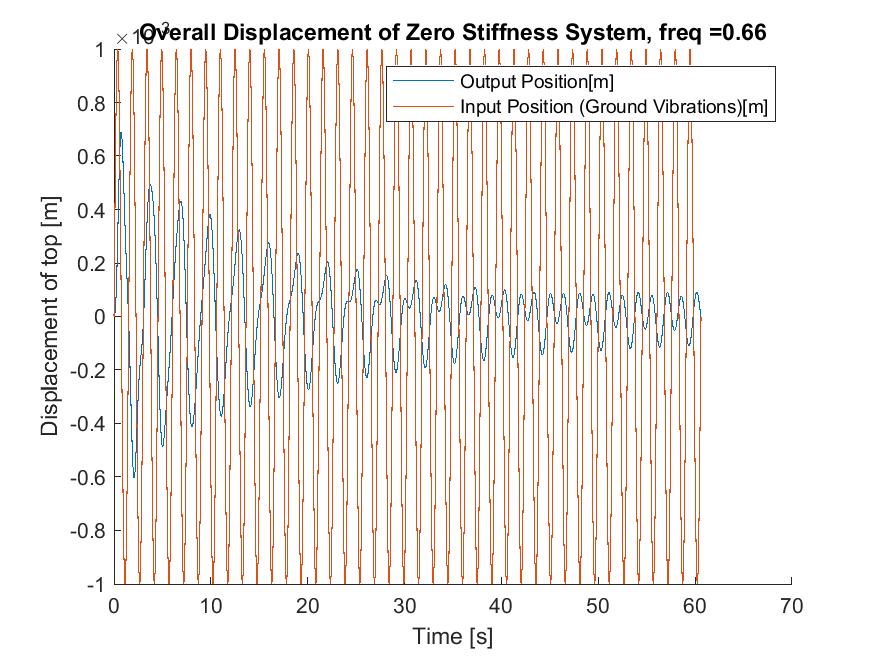 Overall Displacement of Zero Stiffness System, freq =0.66
×10-3
Output Position[m]
Input Position (Ground Vibrations)[m]
1
0.8
0.6
0.4
0.2
0
-0.2
-0.4
-0.6
-0.8
-1
Displacement of top [m]
0 10 20 30 40 50 60 70
Time [s]